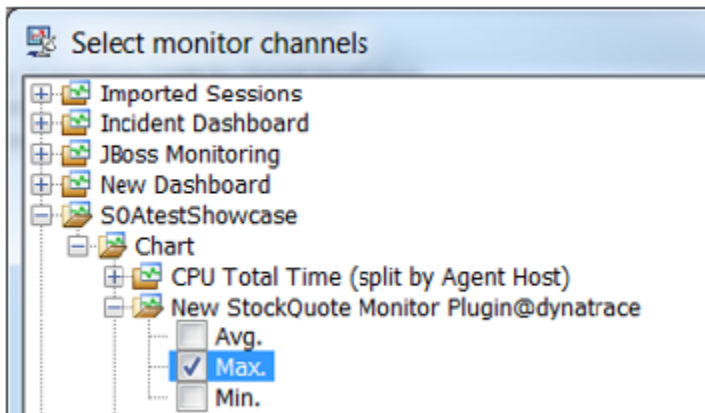 Select monitor channels
Imported Sessions
Incident Dashboard
JBoss Monitoring
New Dashboard
SOAtestShowcase
Chart
CPU Total Time (split by Agent Host)
New StockQuote Monitor Plugin@dynatrace
Avg.
Max.
Min.